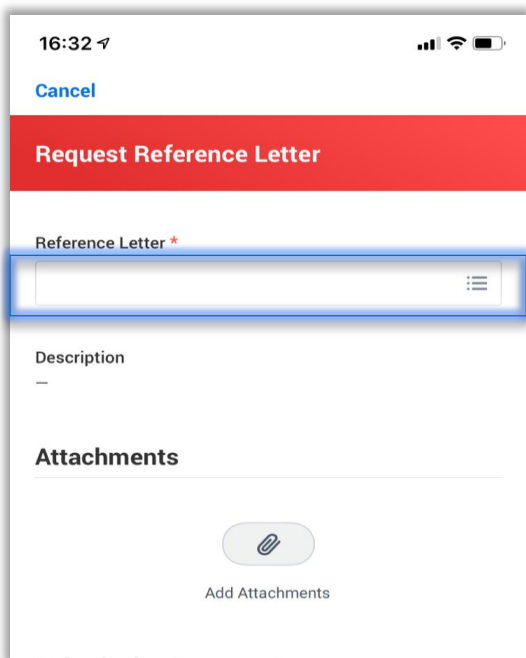 16:32
Cancel
Request Reference Letter
Reference Letter *
Description
—
Attachments
Add Attachments